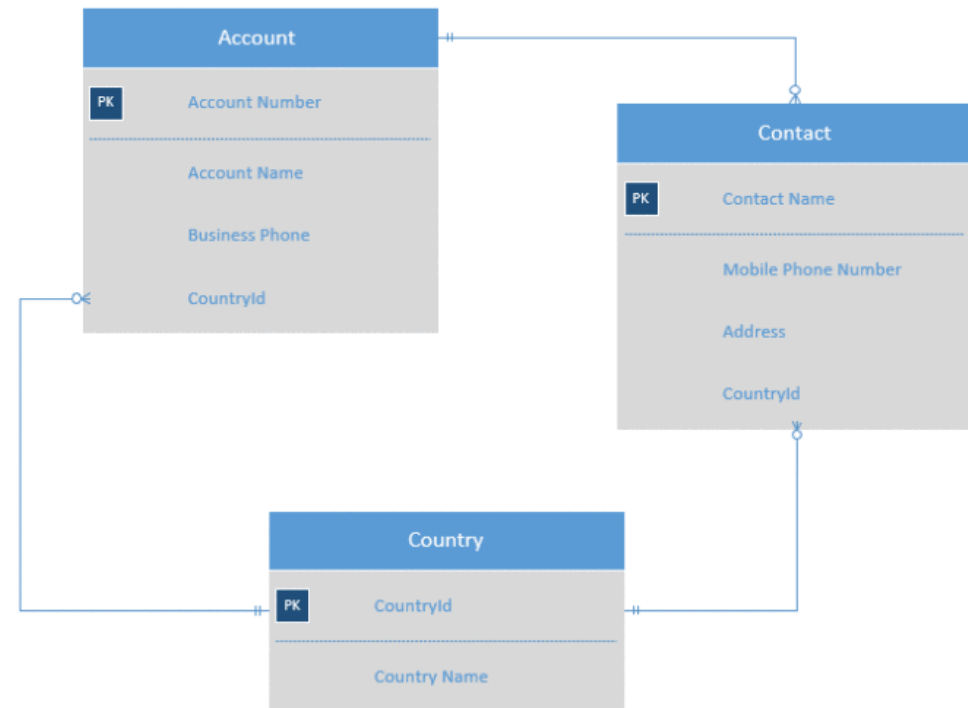 Account
PK Account Number
Account Name
Business Phone
CountryId
Contact
PK Contact Name
Mobile Phone Number
Address
CountryId
Country
PK CountryId
Country Name